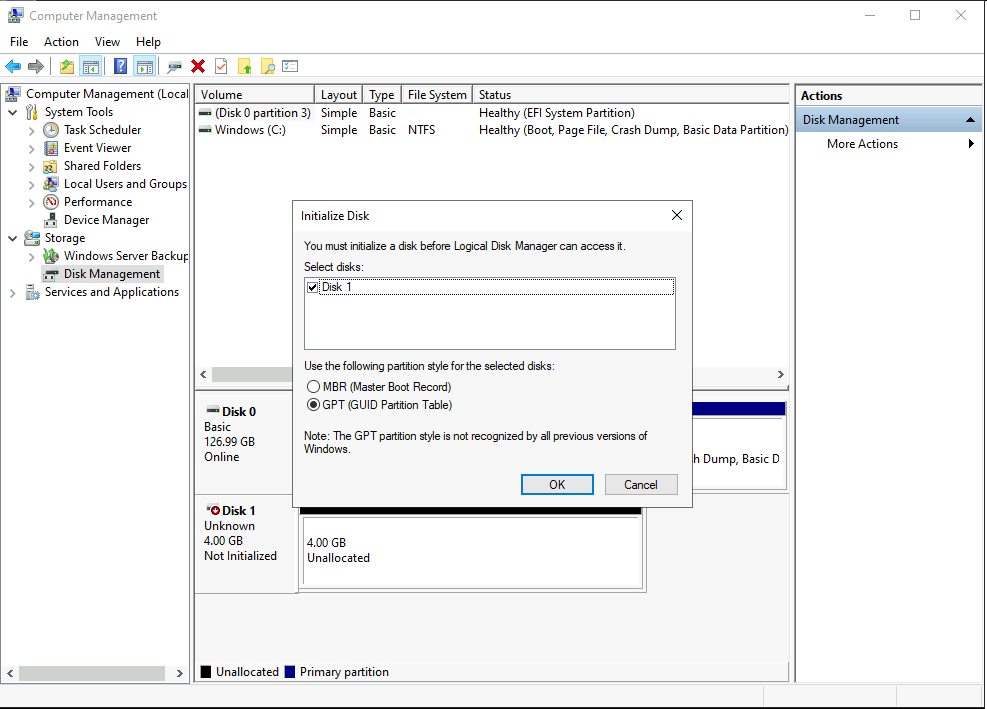 Computer Management
File Action View Help
Computer Management (Local
System Tools
Task Scheduler
Event Viewer
Shared Folders
Local Users and Groups
Performance
Device Manager
Storage
Windows Server Backup
Disk Management
Services and Applications
Volume Layout Type File System Status
(Disk 0 partition 3) Simple Basic Healthy (EFI System Partition)
Windows (C:) Simple Basic NTFS Healthy (Boot, Page File, Crash Dump, Basic Data Partition)
Initialize Disk
You must initialize a disk before Logical Disk Manager can access it.
Select disks:
Disk 1
Use the following partition style for the selected disks:
MBR (Master Boot Record)
GPT (GUID Partition Table)
Note: The GPT partition style is not recognized by all previous versions of
Windows.
OK Cancel
Disk 0
Basic
126.99 GB
Online
h Dump, Basic D
Disk 1
Unknown
4.00 GB
Not Initialized
4.00 GB
Unallocated
Unallocated Primary partition
Actions
Disk Management
More Actions